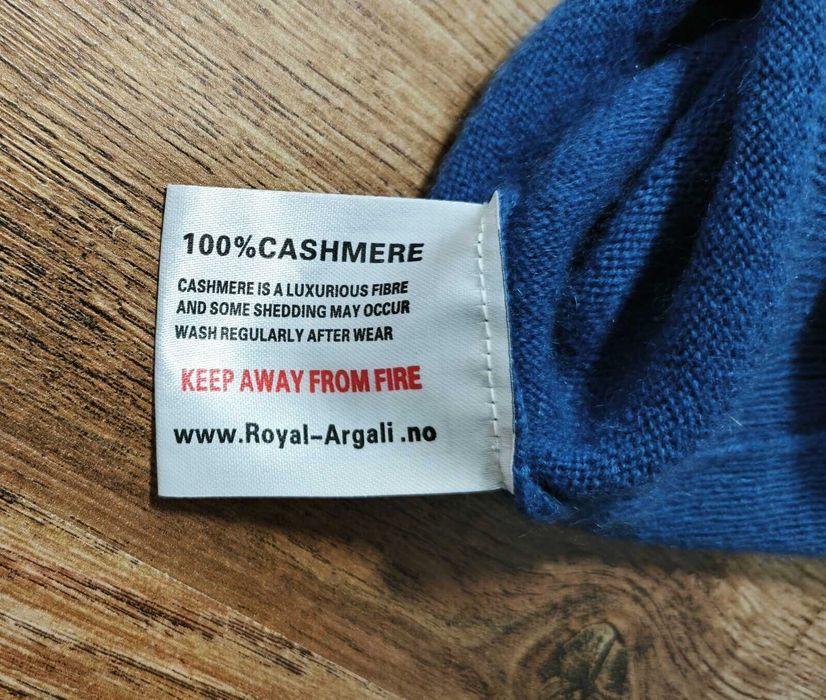 100%CASHMERE
CASHMERE IS A LUXURIOUS FIBRE
AND SOME SHEDDING MAY OCCUR
WASH REGULARLY AFTER WEAR
KEEP AWAY FROM FIRE
www.Royal-Argali.no